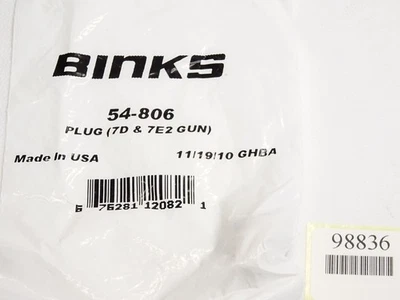 BINKS
54-806
PLUG (7D & 7E2 GUN)
Made In USA 11/19/10 GHBA
6 75281 12082 1
98836